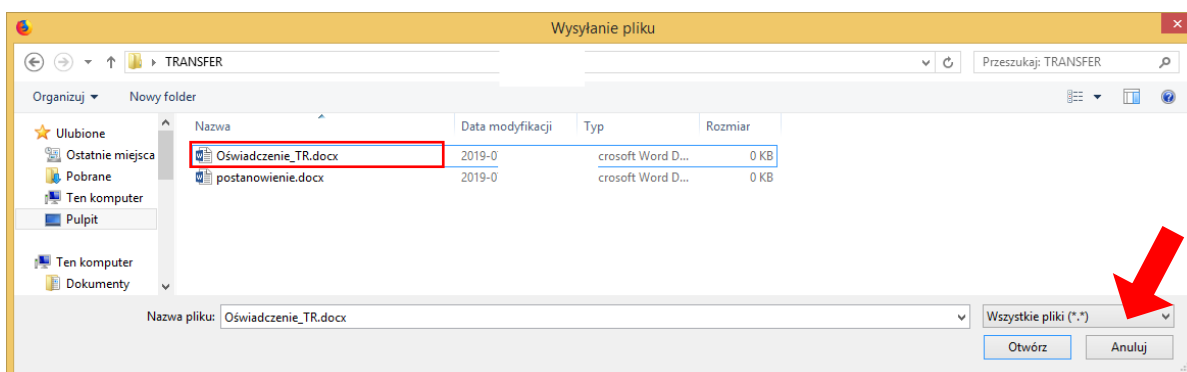 Wysyłanie pliku
TRANSFER
Przeszukaj: TRANSFER
Organizuj
Nowy folder
Nazwa Data modyfikacji Typ Rozmiar
Ulubione
Ostatnie miejsca
Pobrane
Ten komputer
Pulpit
Ten komputer
Dokumenty
Oświadczenie_TR.docx 2019-0 crosoft Word D... 0 KB
postanowienie.docx 2019-0 crosoft Word D... 0 KB
Nazwa pliku: Oświadczenie_TR.docx
Wszystkie pliki (*.*)
Otwórz Anuluj